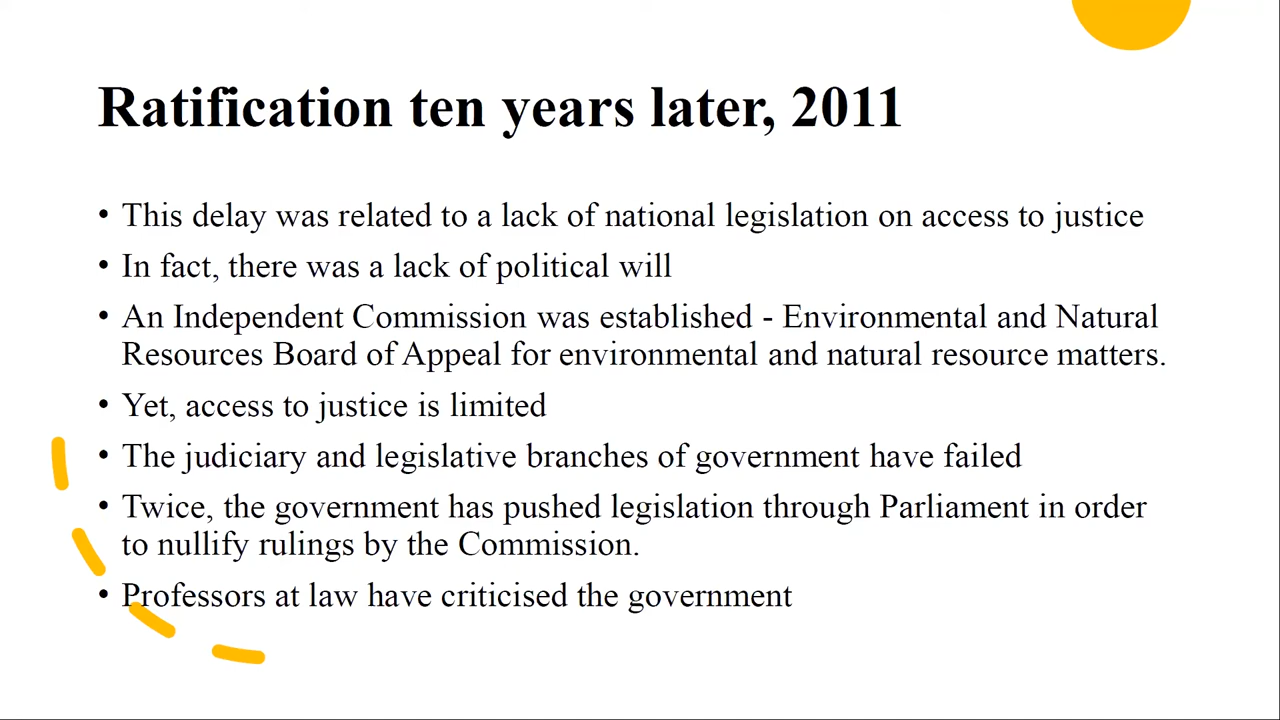 Ratification ten years later, 2011
• This delay was related to a lack of national legislation on access to justice
• In fact, there was a lack of political will
• An Independent Commission was established - Environmental and Natural
Resources Board of Appeal for environmental and natural resource matters.
• Yet, access to justice is limited
• The judiciary and legislative branches of government have failed
• Twice, the government has pushed legislation through Parliament in order
to nullify rulings by the Commission.
• Professors at law have criticised the government